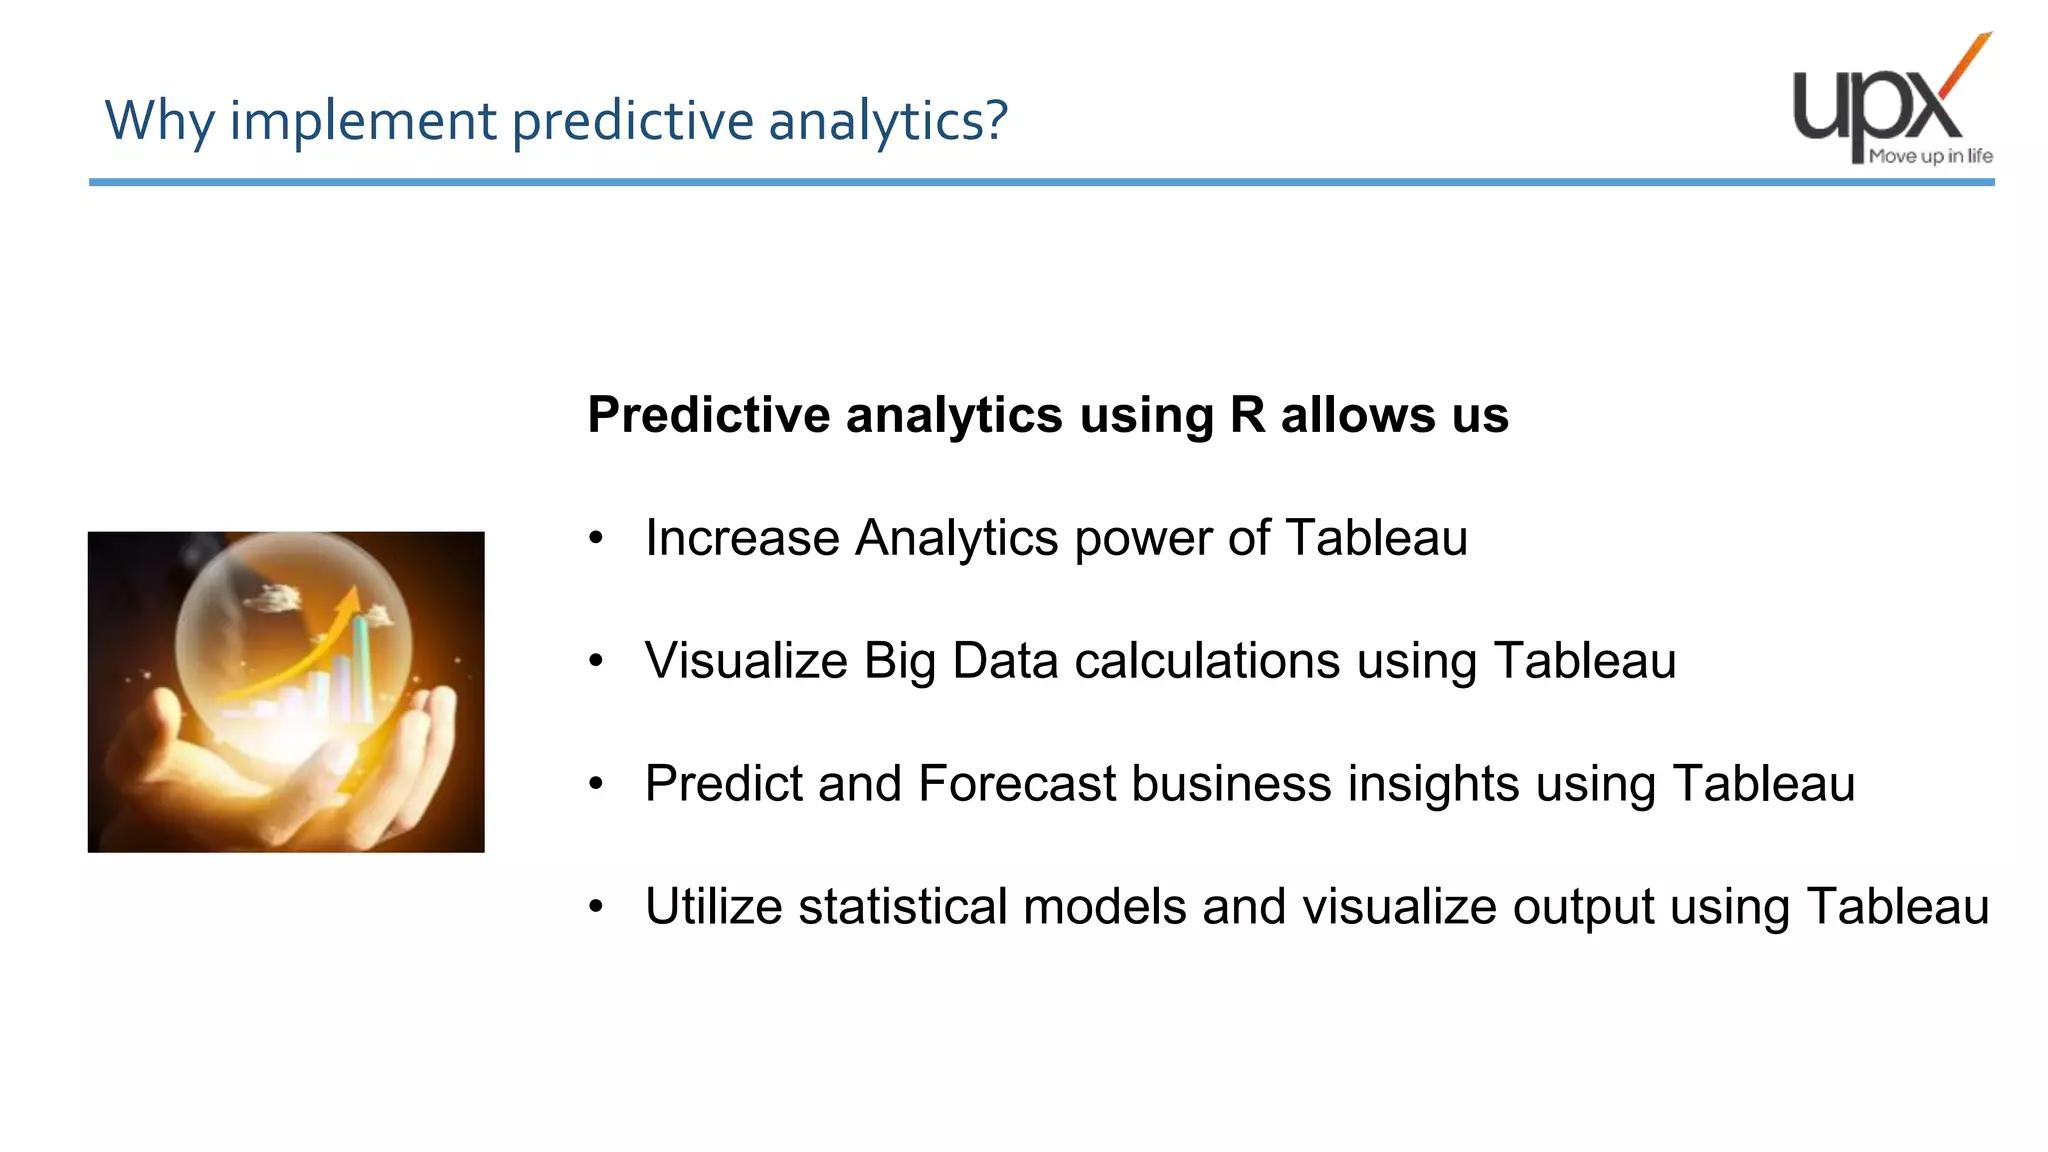 Why implement predictive analytics?
upx
Move up in life
Predictive analytics using R allows us
• Increase Analytics power of Tableau
• Visualize Big Data calculations using Tableau
• Predict and Forecast business insights using Tableau
• Utilize statistical models and visualize output using Tableau